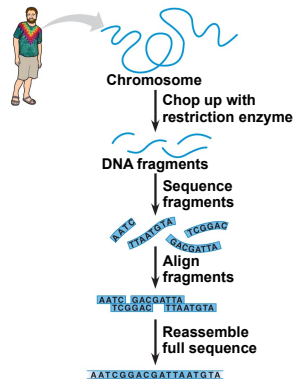 Chromosome
Chop up with
restriction enzyme
DNA fragments
Sequence
fragments
AATC
TTAATGTA
TCGGAC
GACGATTA
Align
fragments
AATC GACGATTA
TCGGAC TTAATGTA
Reassemble
full sequence
AATCGGACGATTAATGTA